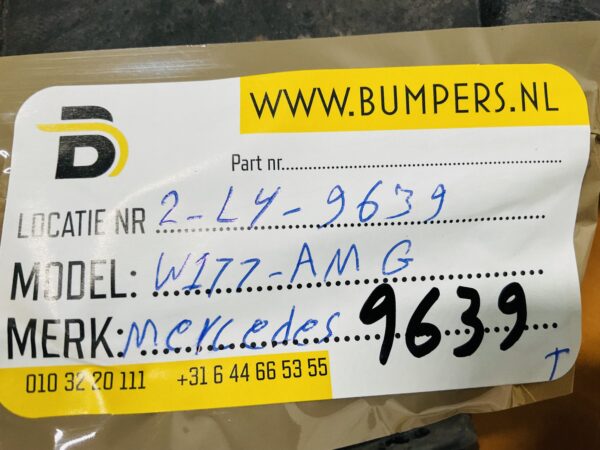 WWW.BUMPERS.NL
B
Part nr.
LOCATIE NR 2-LY-9639
MODEL: W177-AMG
MERK: mercedes 9639
010 32 20 111 +31 6 44 66 53 55
T